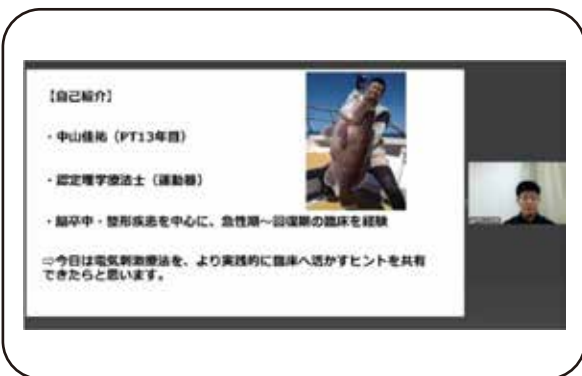 【自己紹介】
・中山佳祐（PT13年目）
・認定理学療法士（運動器）
・脳卒中・整形疾患を中心に、急性期～回復期の臨床を経験
⇨今日は電気刺激療法を、より実践的に臨床へ活かすヒントを共有
できたらと思います。